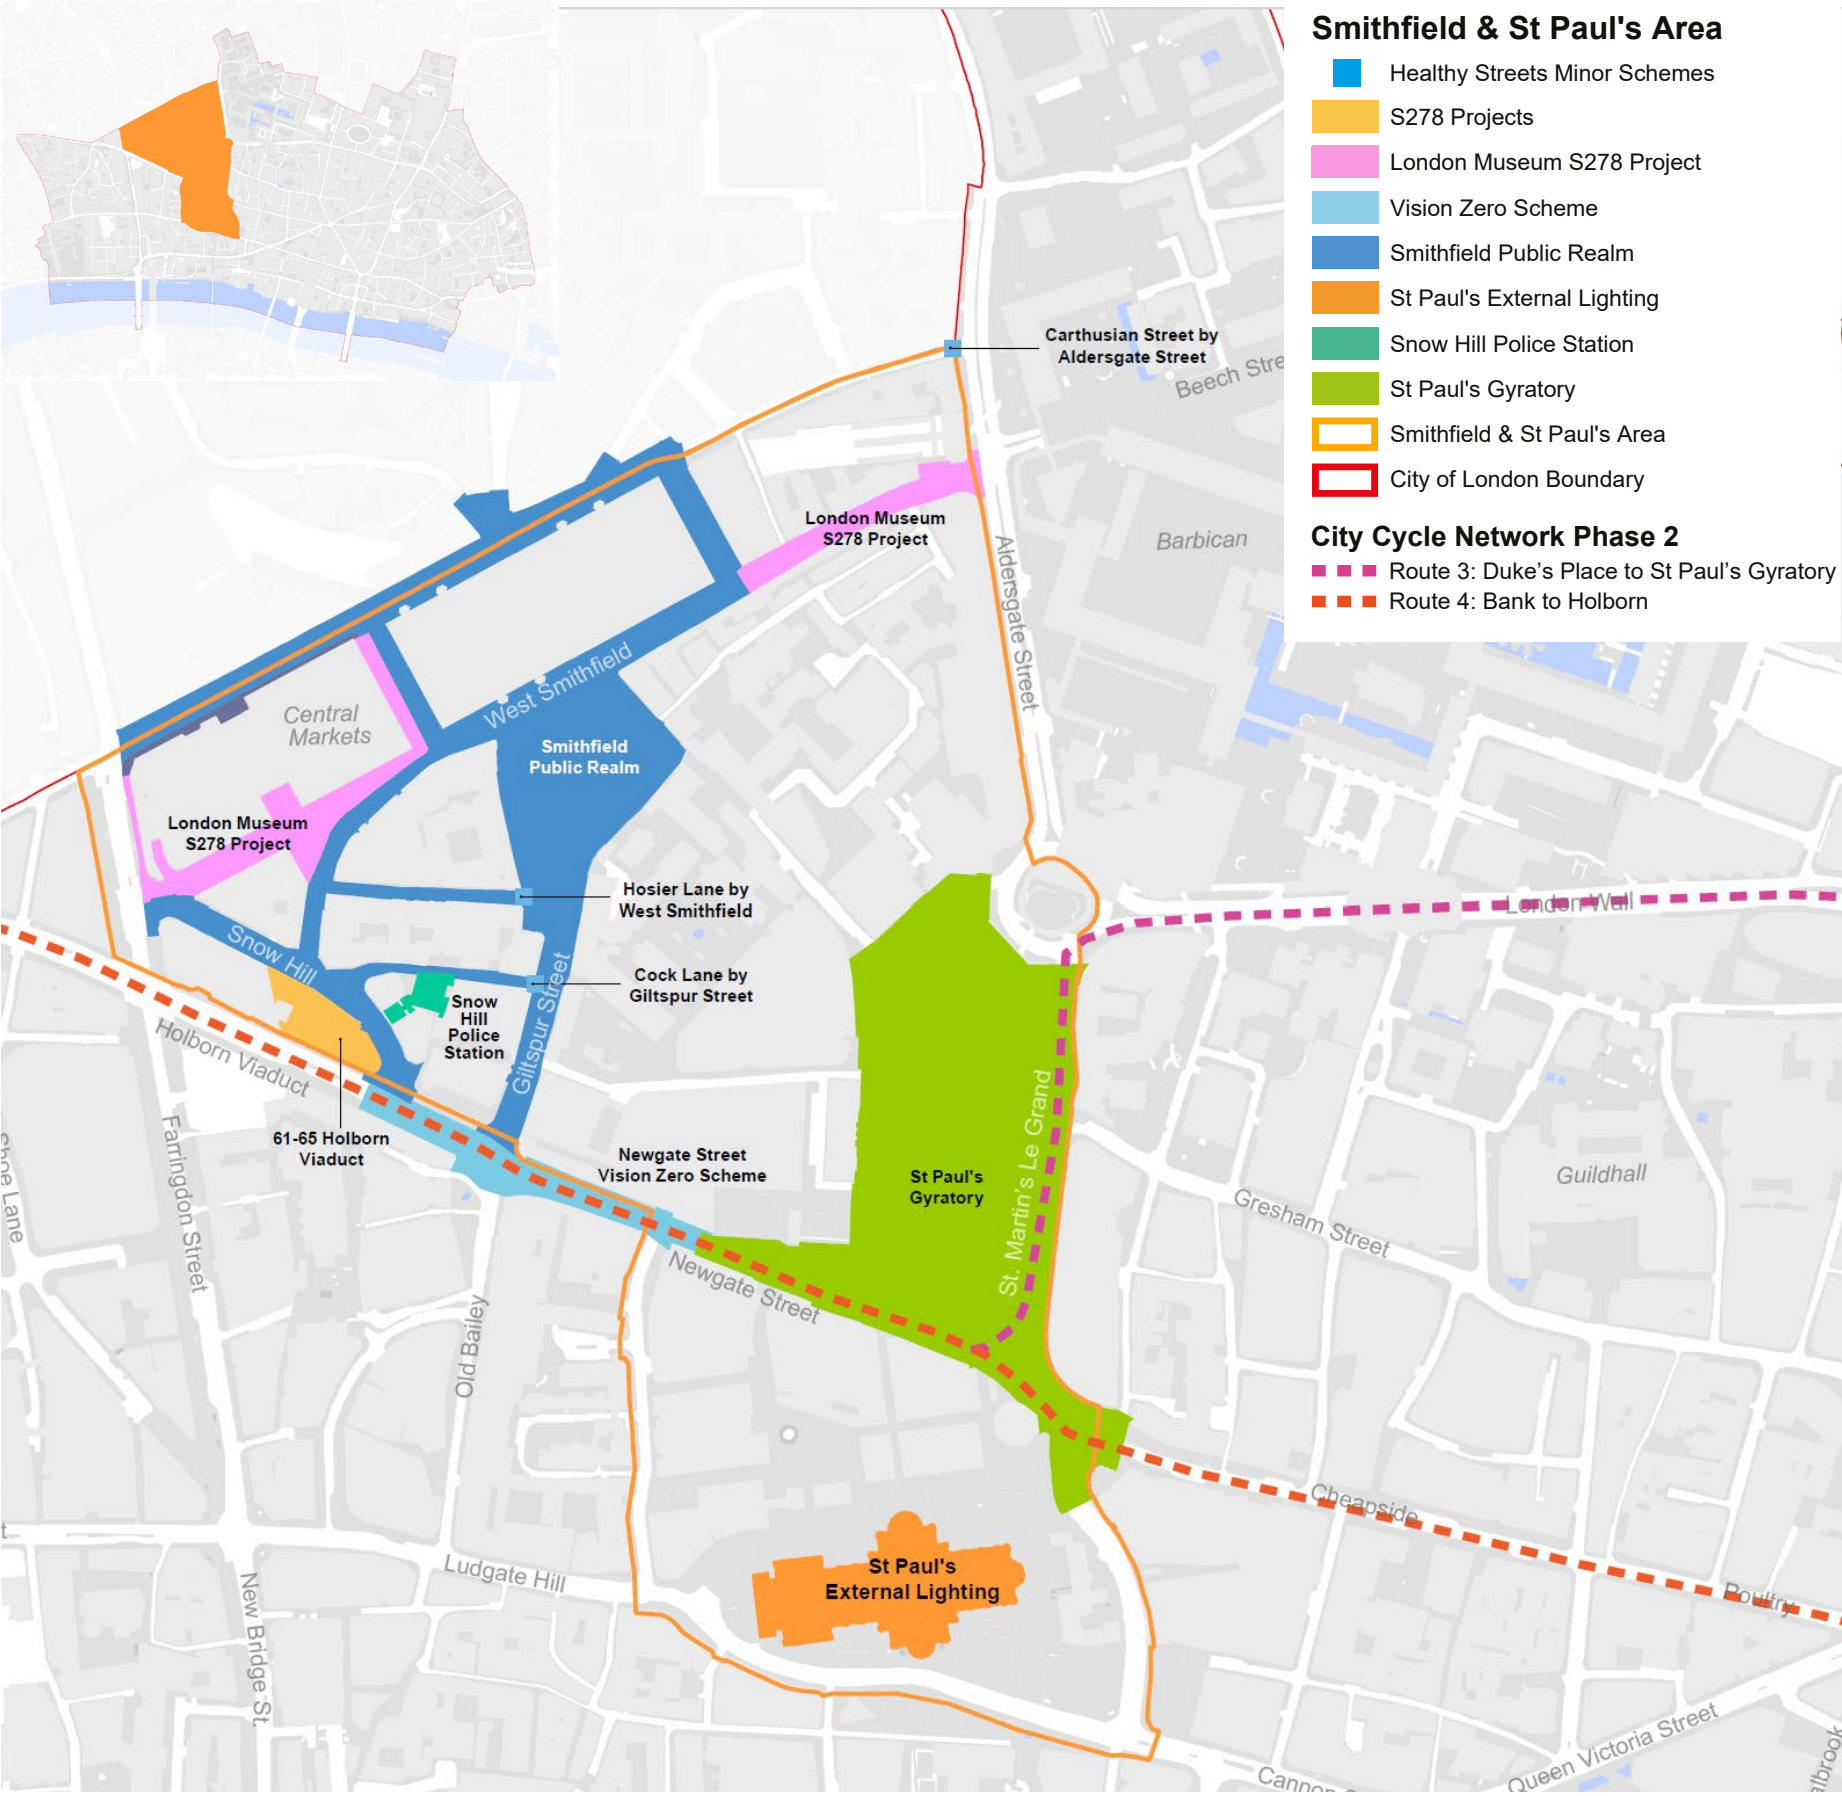 Smithfield & St Paul's Area
Healthy Streets Minor Schemes
S278 Projects
London Museum S278 Project
Vision Zero Scheme
Smithfield Public Realm
St Paul's External Lighting
Snow Hill Police Station
St Paul's Gyratory
Smithfield & St Paul's Area
City of London Boundary
City Cycle Network Phase 2
Route 3: Duke’s Place to St Paul’s Gyratory
Route 4: Bank to Holborn
Carthusian Street by
Aldersgate Street
Beech Stre
London Museum
S278 Project
Barbican
Aldersgate Street
West Smithfield
Central
Markets
Smithfield
Public Realm
London Museum
S278 Project
Hosier Lane by
West Smithfield
London Wall
Snow Hill
Cock Lane by
Giltspur Street
Snow
Hill
Police
Station
Giltspur Street
Holborn Viaduct
61-65 Holborn
Viaduct
Newgate Street
Vision Zero Scheme
St Paul's
Gyratory
St. Martin's Le Grand
Guildhall
Gresham Street
Shoe Lane
Farringdon Street
Newgate Street
Old Bailey
Cheapside
St Paul's
External Lighting
Ludgate Hill
Poultry
New Bridge St.
Queen Victoria Street
Cannon
albrook
t